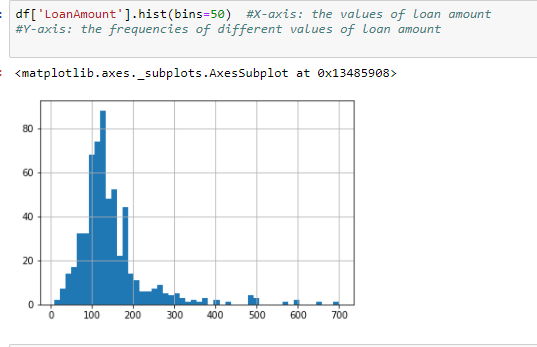 : df['LoanAmount'].hist(bins=50)  #X-axis: the values of loan amount
#Y-axis: the frequencies of different values of loan amount
: <matplotlib.axes._subplots.AxesSubplot at 0x13485908>
80
60
40
20
0
0 100 200 300 400 500 600 700